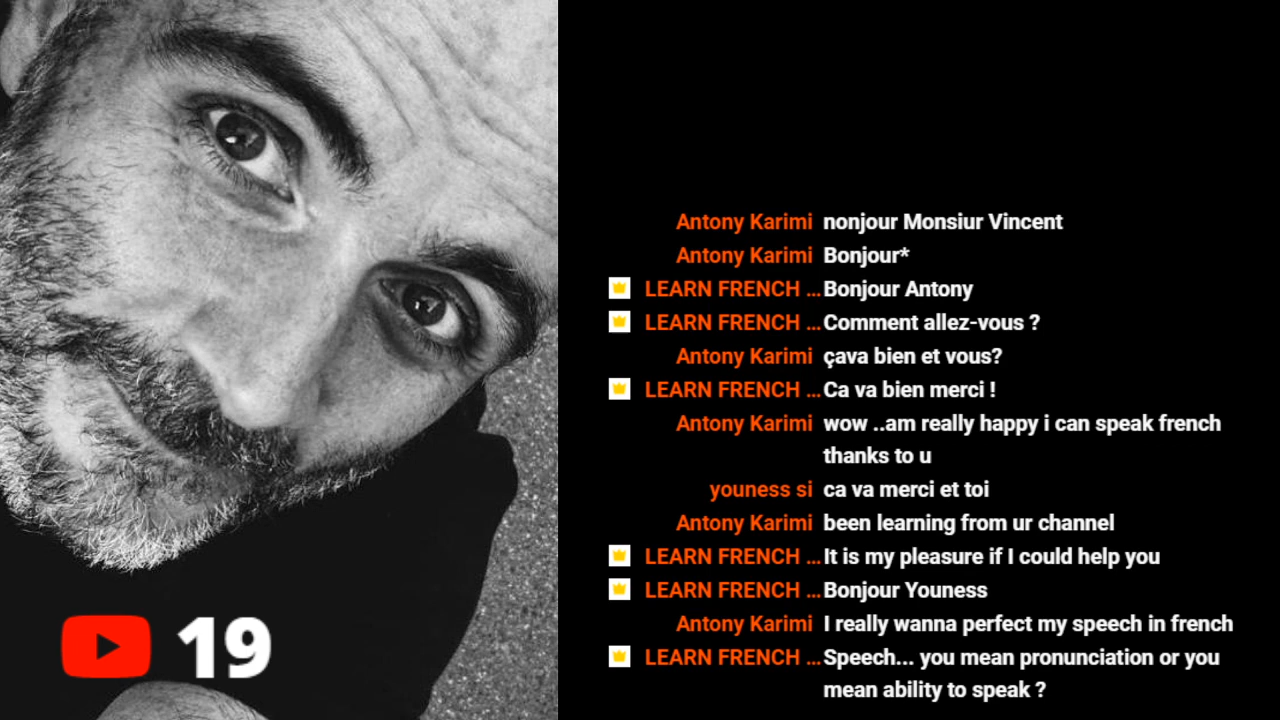 Antony Karimi nonjour Monsiur Vincent
Antony Karimi Bonjour*
LEARN FRENCH ... Bonjour Antony
LEARN FRENCH ... Comment allez-vous ?
Antony Karimi çava bien et vous?
LEARN FRENCH ... Ca va bien merci !
Antony Karimi wow ..am really happy i can speak french
thanks to u
youness si ca va merci et toi
Antony Karimi been learning from ur channel
LEARN FRENCH ... It is my pleasure if I could help you
LEARN FRENCH ... Bonjour Youness
Antony Karimi I really wanna perfect my speech in french
LEARN FRENCH ... Speech... you mean pronunciation or you
mean ability to speak ?
19